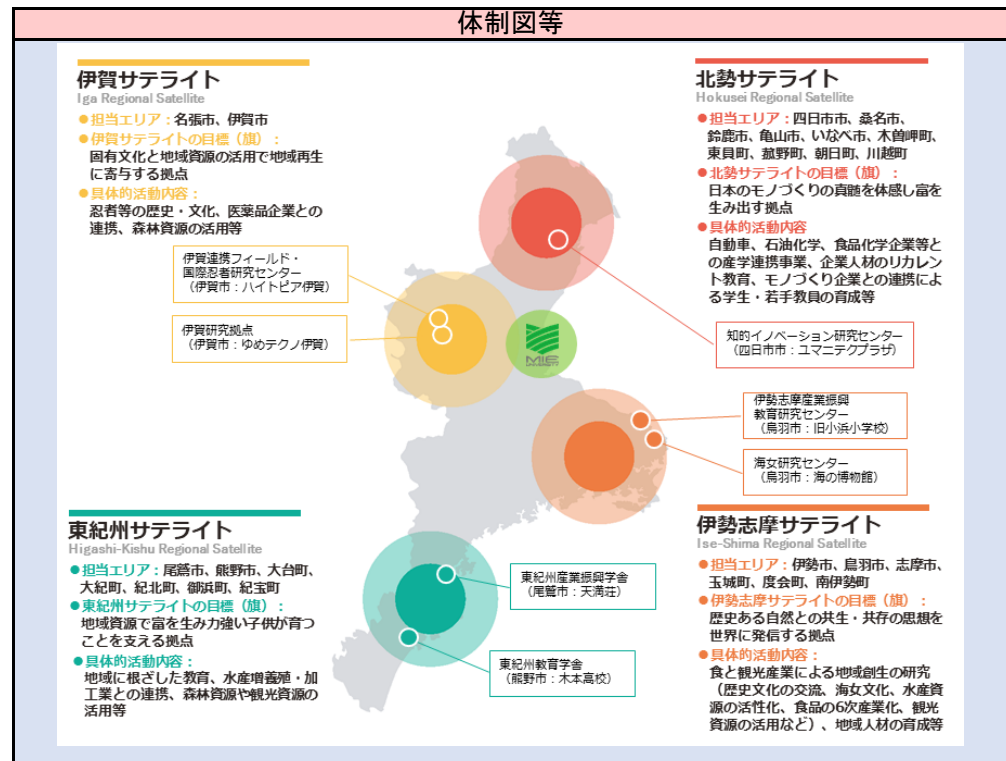 体制図等
伊賀サテライト
Iga Regional Satellite
●担当エリア：名張市、伊賀市
●伊賀サテライトの目標（旗）：
固有文化と地域資源の活用で地域再生
に寄与する拠点
●具体的活動内容：
忍者等の歴史・文化、医薬品企業との
連携、森林資源の活用等
伊賀連携フィールド・
国際忍者研究センター
（伊賀市：ハイトピア伊賀）
伊賀研究拠点
（伊賀市：ゆめテクノ伊賀）
北勢サテライト
Hokusei Regional Satellite
●担当エリア：四日市市、桑名市、
鈴鹿市、亀山市、いなべ市、木曽岬町、
東員町、菰野町、朝日町、川越町
●北勢サテライトの目標（旗）：
日本のモノづくりの真髄を体感し富を
生み出す拠点
●具体的活動内容
自動車、石油化学、食品化学企業等と
の産学連携事業、企業人材のリカレン
ト教育、モノづくり企業との連携によ
る学生・若手教員の育成等
知的イノベーション研究センター
（四日市市：ユマニテクプラザ）
MIE
UNIVERSITY
伊勢志摩産業振興
教育研究センター
（鳥羽市：旧小浜小学校）
海女研究センター
（鳥羽市：海の博物館）
東紀州サテライト
Higashi-Kishu Regional Satellite
●担当エリア：尾鷲市、熊野市、大台町、
大紀町、紀北町、御浜町、紀宝町
●東紀州サテライトの目標（旗）：
地域資源で富を生み力強い子供が育つ
ことを支える拠点
●具体的活動内容：
地域に根ざした教育、水産増養殖・加
工業との連携、森林資源や観光資源の
活用等
東紀州産業振興学舎
（尾鷲市：天満荘）
東紀州教育学舎
（熊野市：木本高校）
伊勢志摩サテライト
Ise-Shima Regional Satellite
●担当エリア：伊勢市、鳥羽市、志摩市、
玉城町、度会町、南伊勢町
●伊勢志摩サテライトの目標（旗）：
歴史ある自然との共生・共存の思想を
世界に発信する拠点
●具体的活動内容：
食と観光産業による地域創生の研究
（歴史文化の交流、海女文化、水産資
源の活性化、食品の6次産業化、観光
資源の活用など）、地域人材の育成等